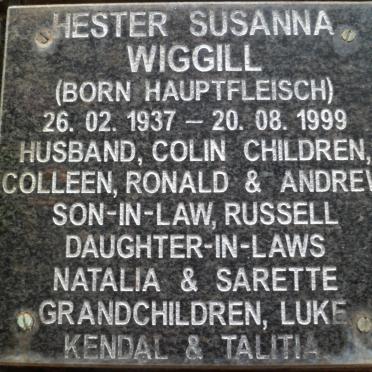 HESTER SUSANNA
WIGGILL
(BORN HAUPTFLEISCH)
26. 02. 1937 – 20. 08. 1999
HUSBAND, COLIN CHILDREN,
COLLEEN, RONALD & ANDREW
SON-IN-LAW, RUSSELL
DAUGHTER-IN-LAWS
NATALIA & SARETTE
GRANDCHILDREN, LUKE
KENDAL & TALITIA